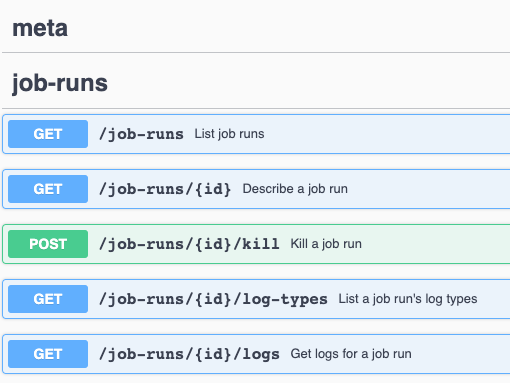 meta
job-runs
GET /job-runs List job runs
GET /job-runs/{id} Describe a job run
POST /job-runs/{id}/kill Kill a job run
GET /job-runs/{id}/log-types List a job run's log types
GET /job-runs/{id}/logs Get logs for a job run